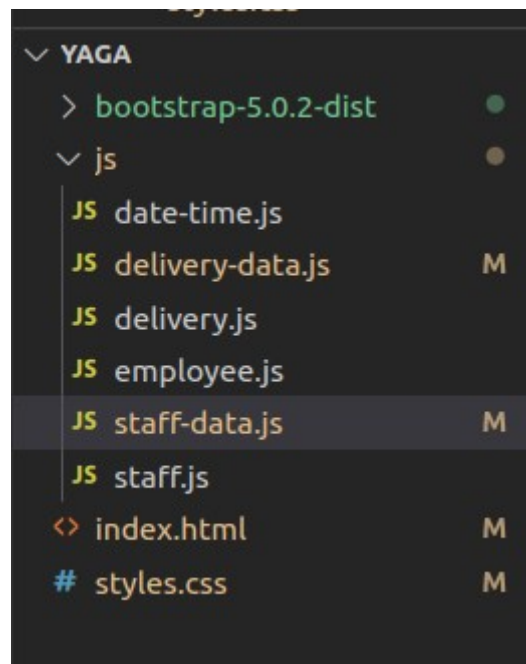 YAGA
bootstrap-5.0.2-dist
js
JS date-time.js
JS delivery-data.js M
JS delivery.js
JS employee.js
JS staff-data.js M
JS staff.js
<> index.html M
# styles.css M